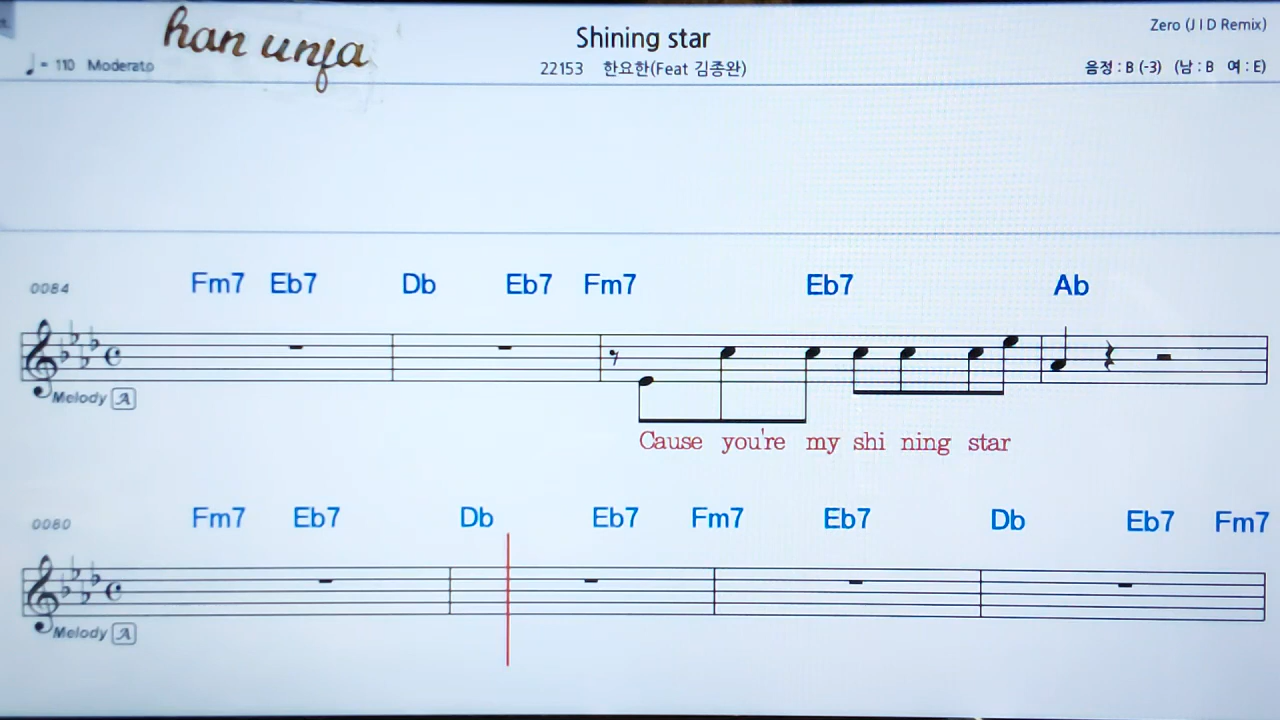 han unfa
Shining star
Zero (J I D Remix)
♩ = 110 Moderato
22153 한요한(Feat 김종완)
음정 : B (-3) (남 : B 여 : E)
0084
Fm7 Eb7 Db Eb7 Fm7 Eb7 Ab
Melody A
Cause you're my shi ning star
0080
Fm7 Eb7 Db Eb7 Fm7 Eb7 Db Eb7 Fm7
Melody A